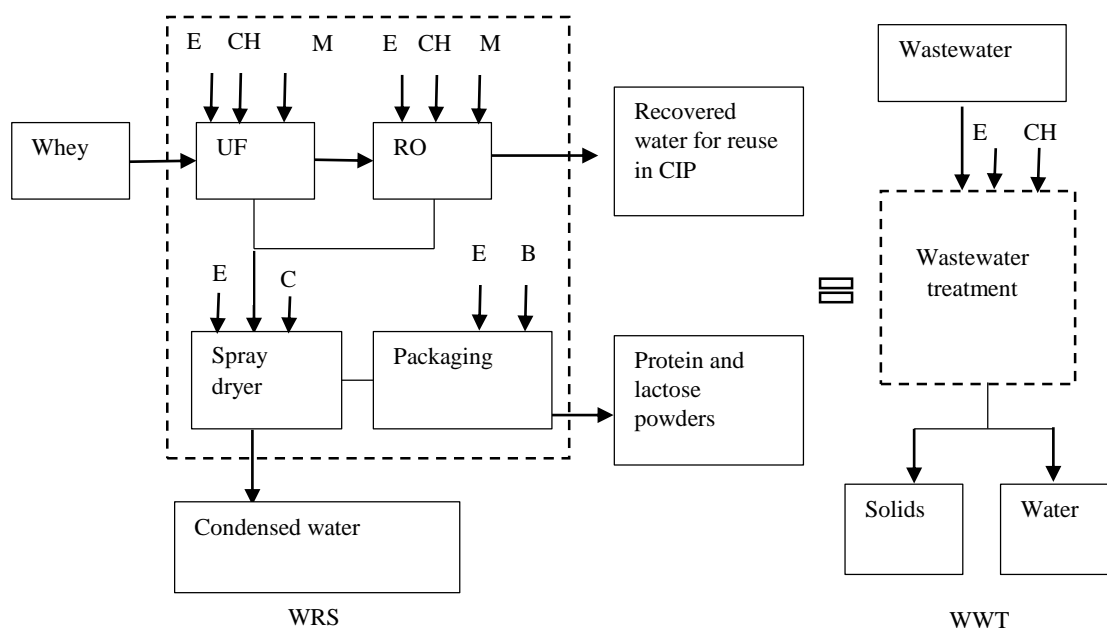 E CH M E CH M
Whey
UF
RO
Recovered
water for reuse
in CIP
E C
E B
Spray
dryer
Packaging
Protein and
lactose
powders
Condensed water
WRS
Wastewater
E CH
Wastewater
treatment
Solids
Water
WWT